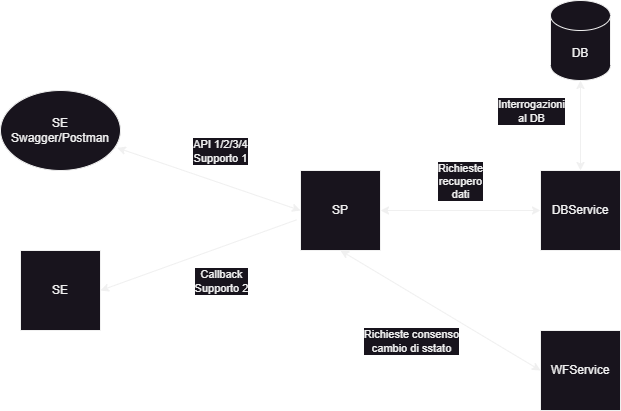 DB
Interrogazioni
al DB
SE
Swagger/Postman
API 1/2/3/4
Supporto 1
Richieste
recupero
dati
SP
DBService
SE
Callback
Supporto 2
Richieste consenso
cambio di sstato
WFService